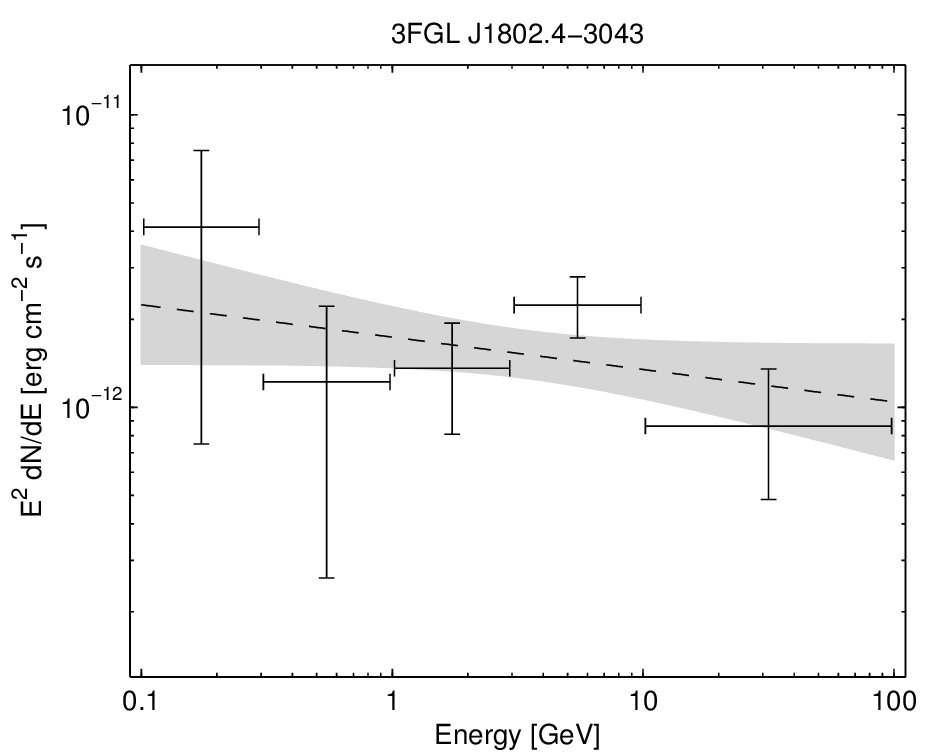 3FGL J1802.4−3043
10⁻¹¹
10⁻¹²
E² dN/dE [erg cm⁻² s⁻¹]
0.1 1 10 100
Energy [GeV]